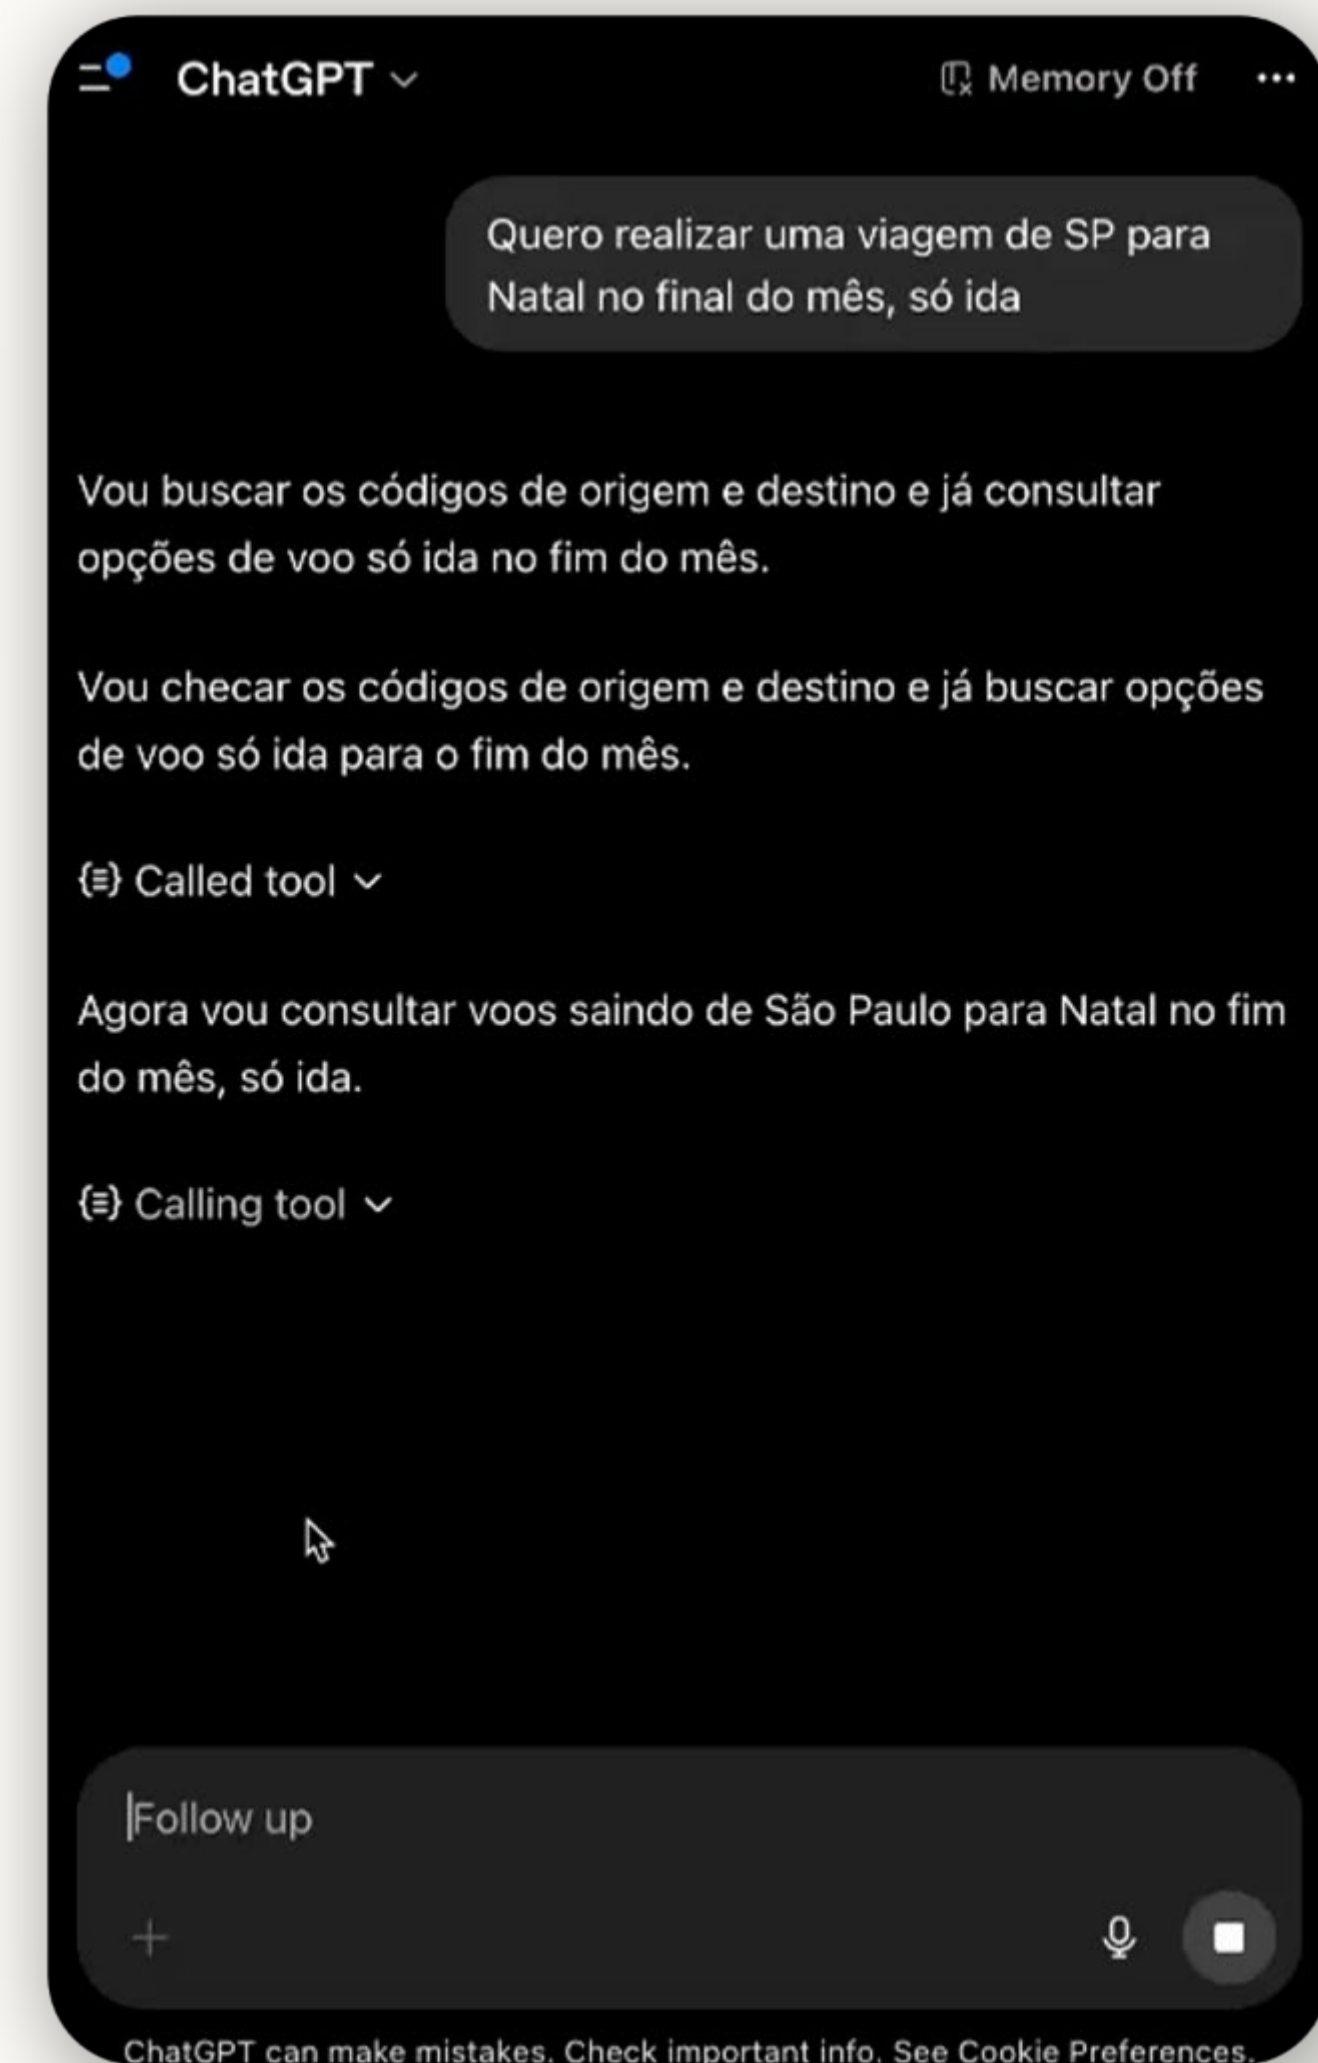 ChatGPT
Memory Off
Quero realizar uma viagem de SP para
Natal no final do mês, só ida
Vou buscar os códigos de origem e destino e já consultar
opções de voo só ida no fim do mês.
Vou checar os códigos de origem e destino e já buscar opções
de voo só ida para o fim do mês.
Called tool
Agora vou consultar voos saindo de São Paulo para Natal no fim
do mês, só ida.
Calling tool
Follow up
ChatGPT can make mistakes. Check important info. See Cookie Preferences.